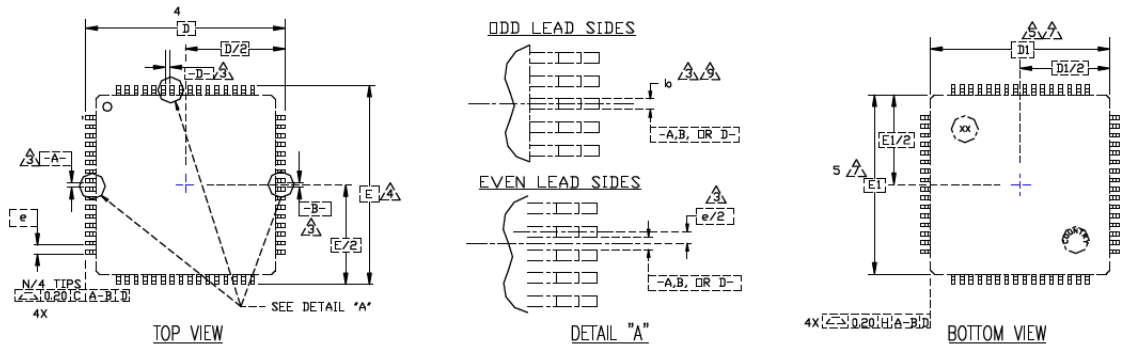 4
D
D/2
-D- 3
3 -A-
e
N/4 TIPS
0.20 C A-B D
4X
E 4
-B-
3
E/2
SEE DETAIL "A"
TOP VIEW
ODD LEAD SIDES
b 3 9
-A,B, OR D-
EVEN LEAD SIDES
3
e/2
-A,B, OR D-
DETAIL "A"
5 7
D1
D1/2
XX
E1/2
5 7
E1
COUNTRY
4X 0.20 H A-B D
BOTTOM VIEW